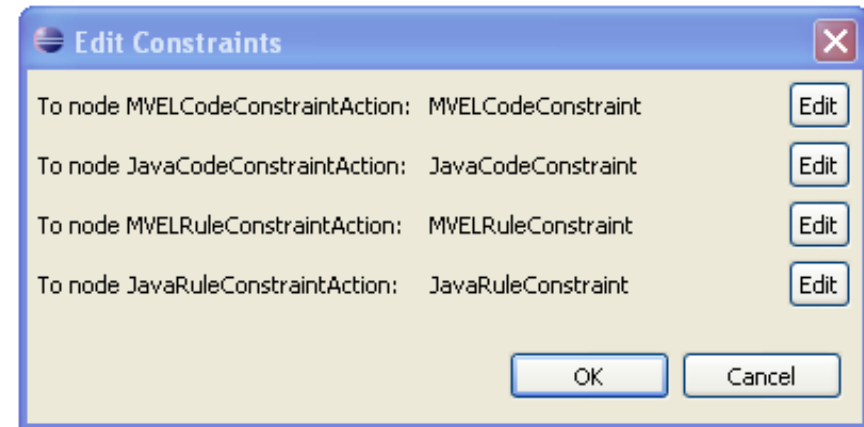 Edit Constraints
To node MVELCodeConstraintAction: MVELCodeConstraint Edit
To node JavaCodeConstraintAction: JavaCodeConstraint Edit
To node MVELRuleConstraintAction: MVELRuleConstraint Edit
To node JavaRuleConstraintAction: JavaRuleConstraint Edit
OK Cancel